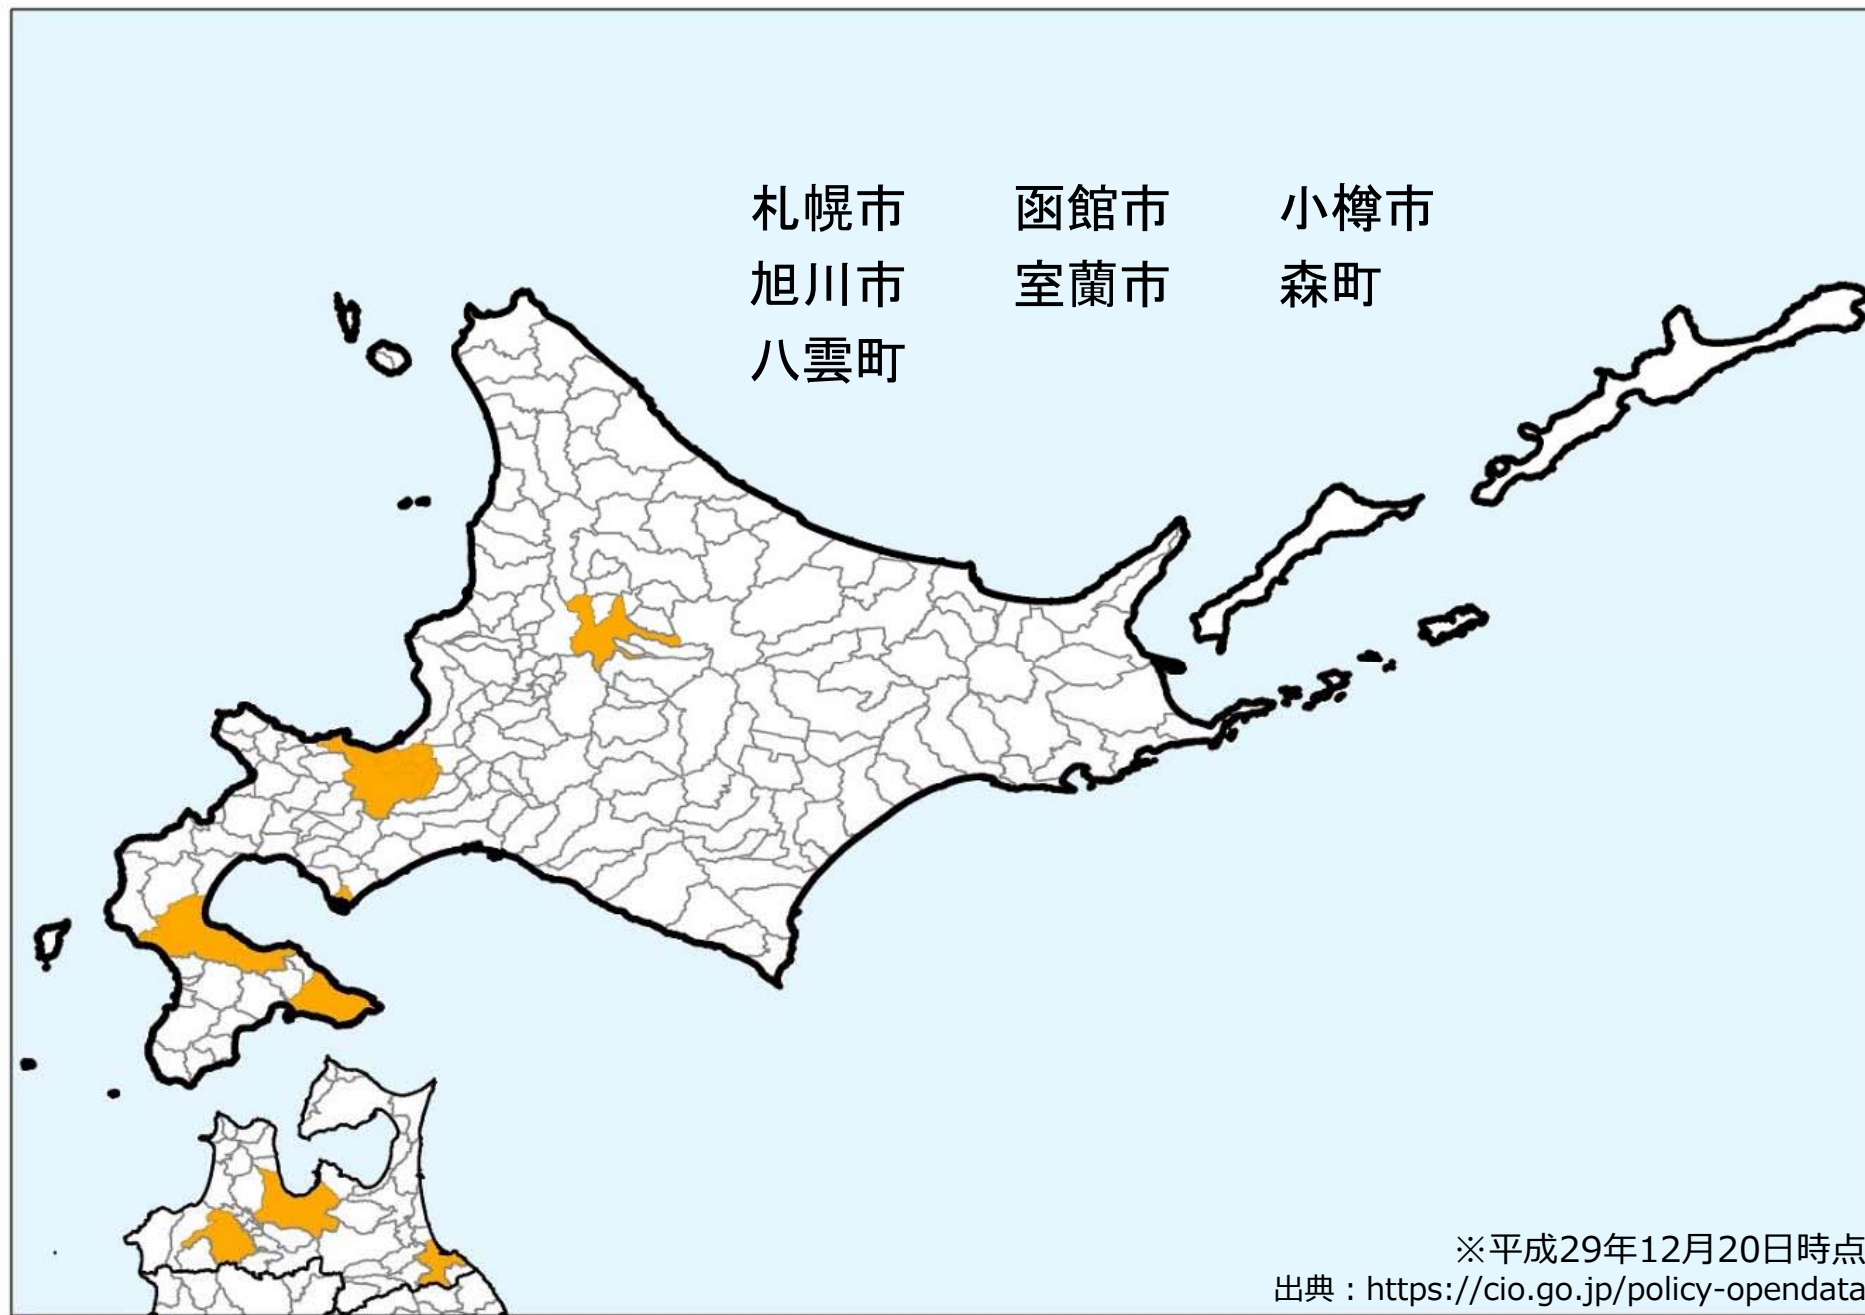 札幌市 函館市 小樽市
旭川市 室蘭市 森町
八雲町
※平成29年12月20日時点
出典：https://cio.go.jp/policy-opendata